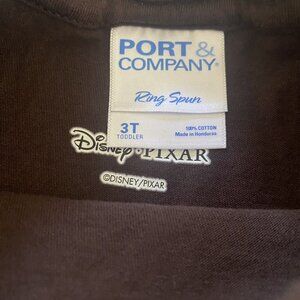 PORT &
COMPANY®
Ring Spun
3T
TODDLER
100% COTTON
Made in Honduras
Disney·PIXAR
©DISNEY/PIXAR